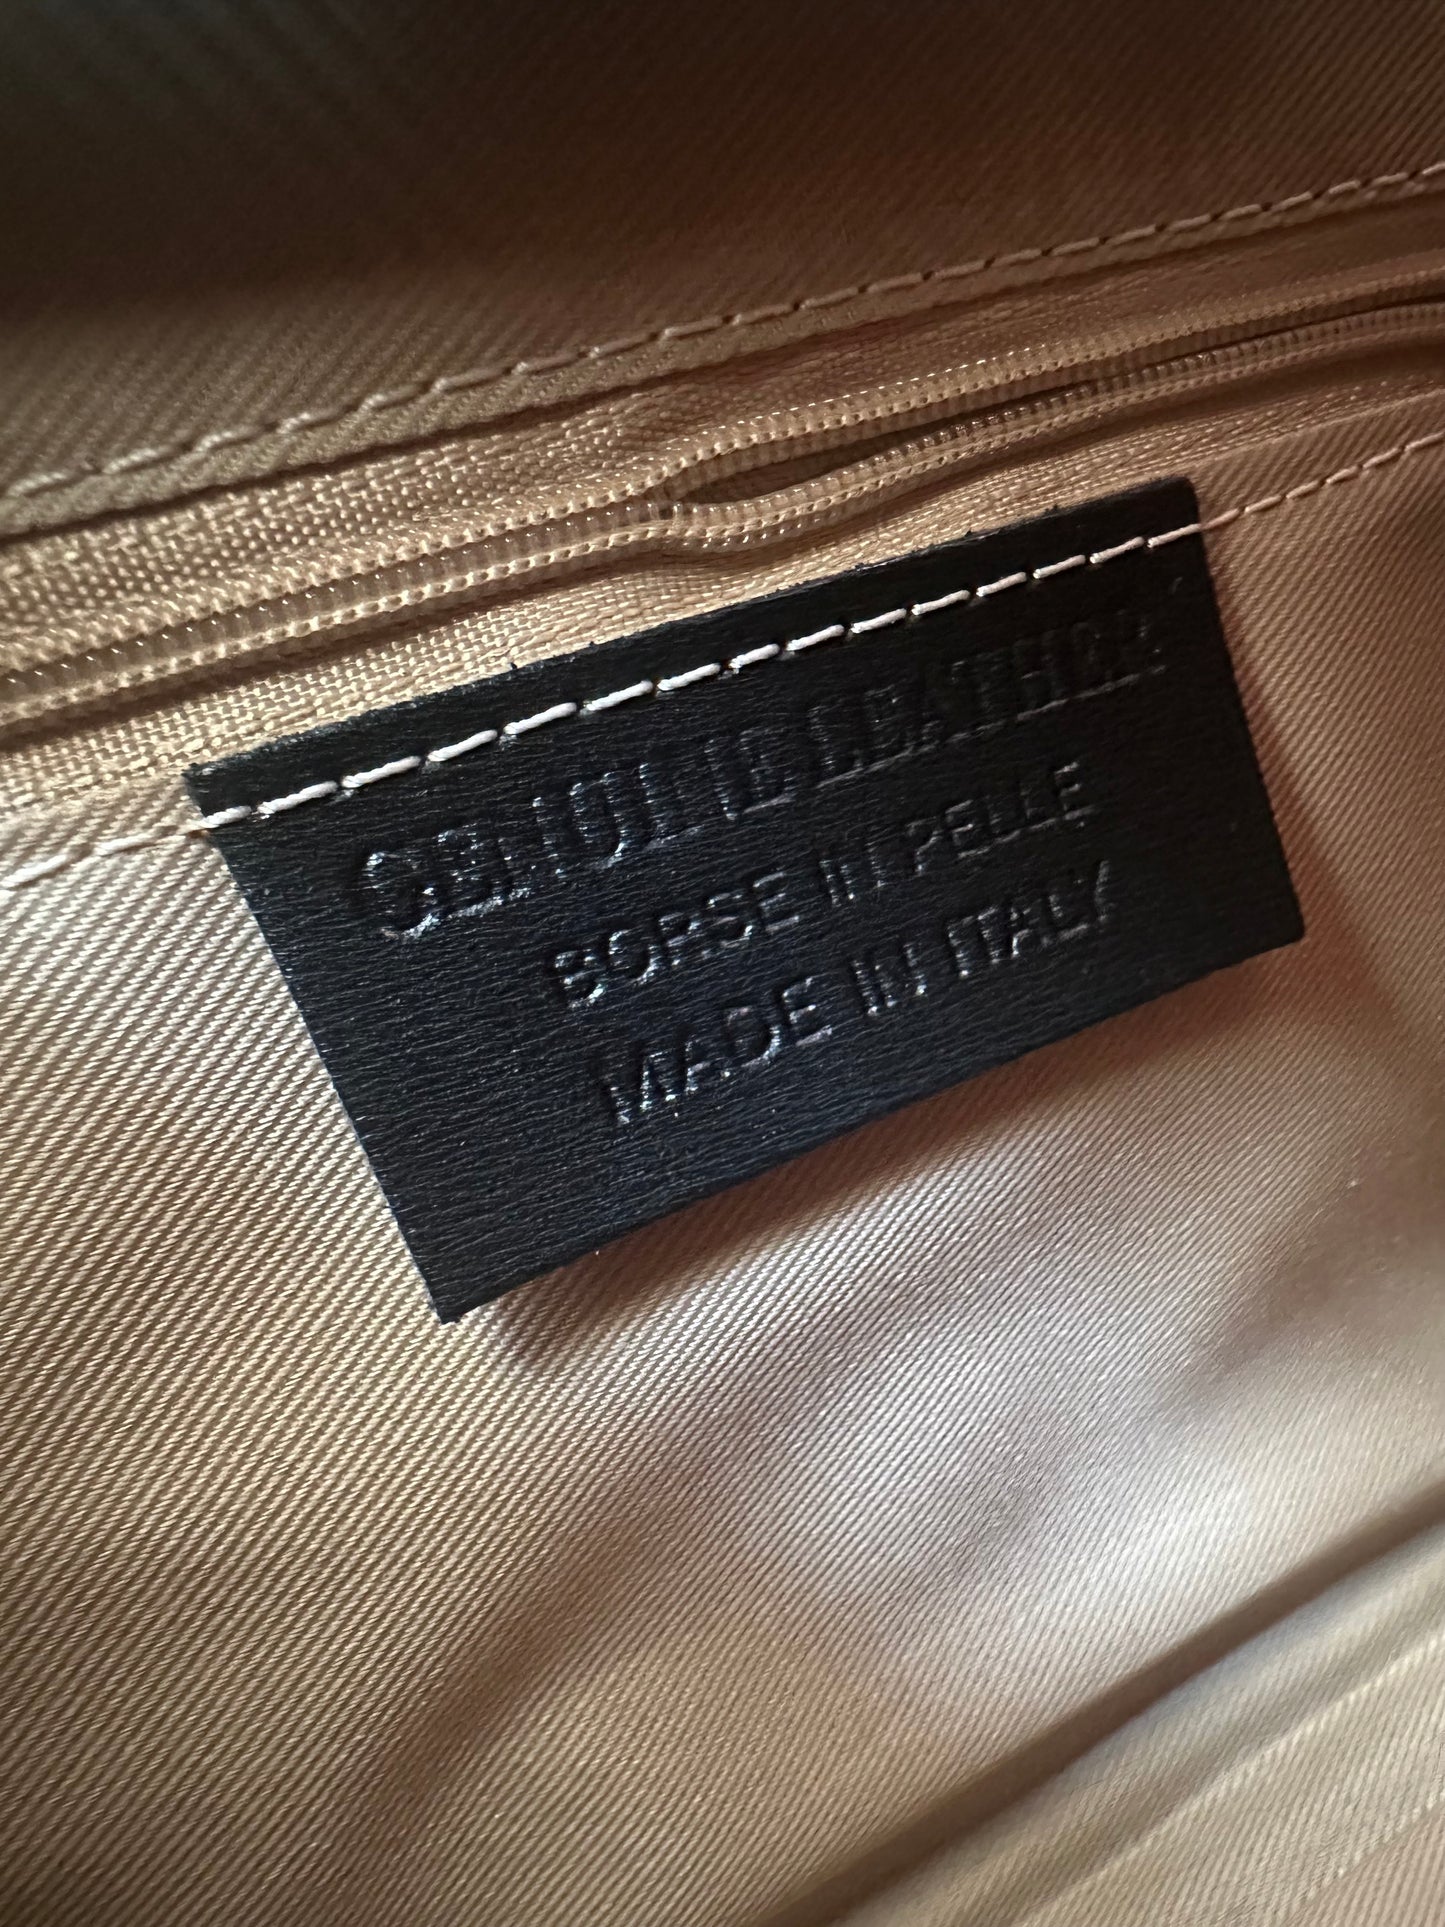 GENUINE LEATHER
BORSE IN PELLE
MADE IN ITALY